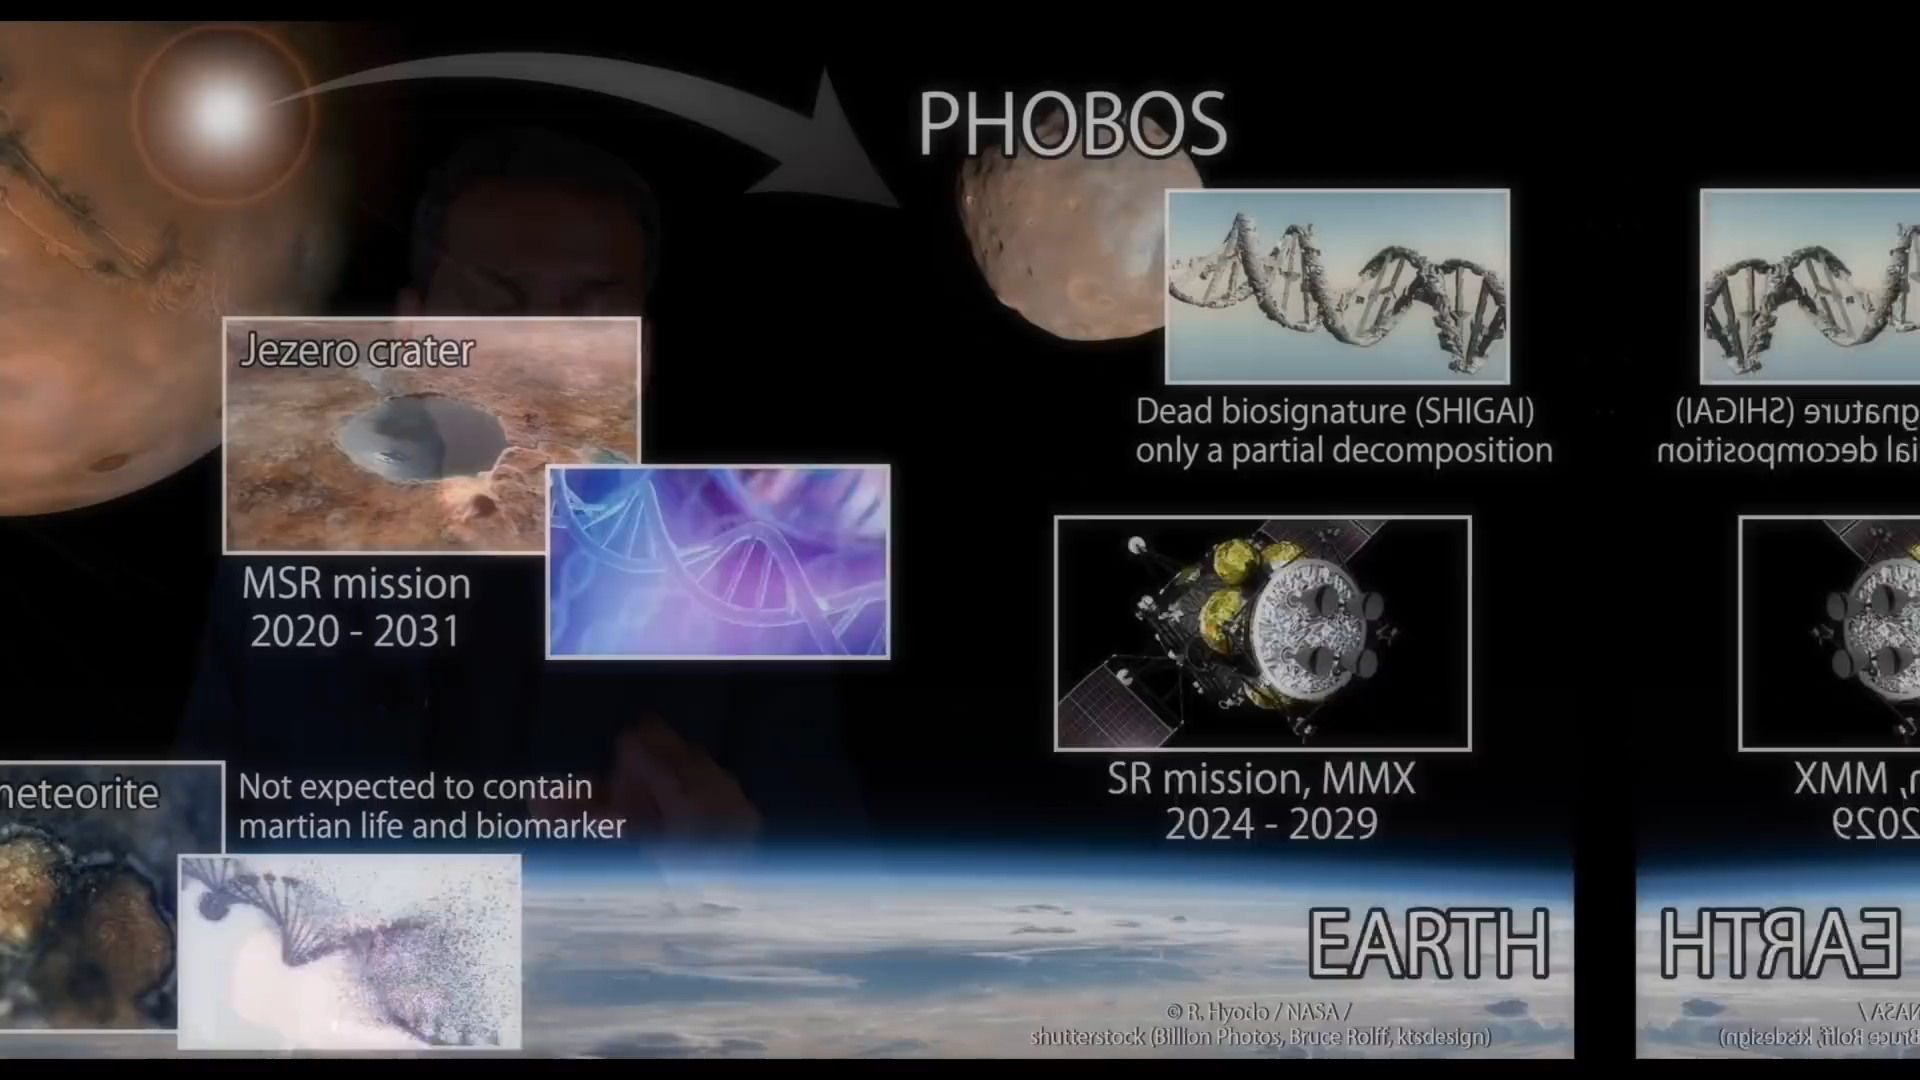 PHOBOS
Jezero crater
Dead biosignature (SHIGAI)
only a partial decomposition
MSR mission
2020 - 2031
SR mission, MMX
2024 - 2029
Not expected to contain
martian life and biomarker
EARTH
© R. Hyodo / NASA /
shutterstock (Billion Photos, Bruce Rolff, ktsdesign)
EARTH